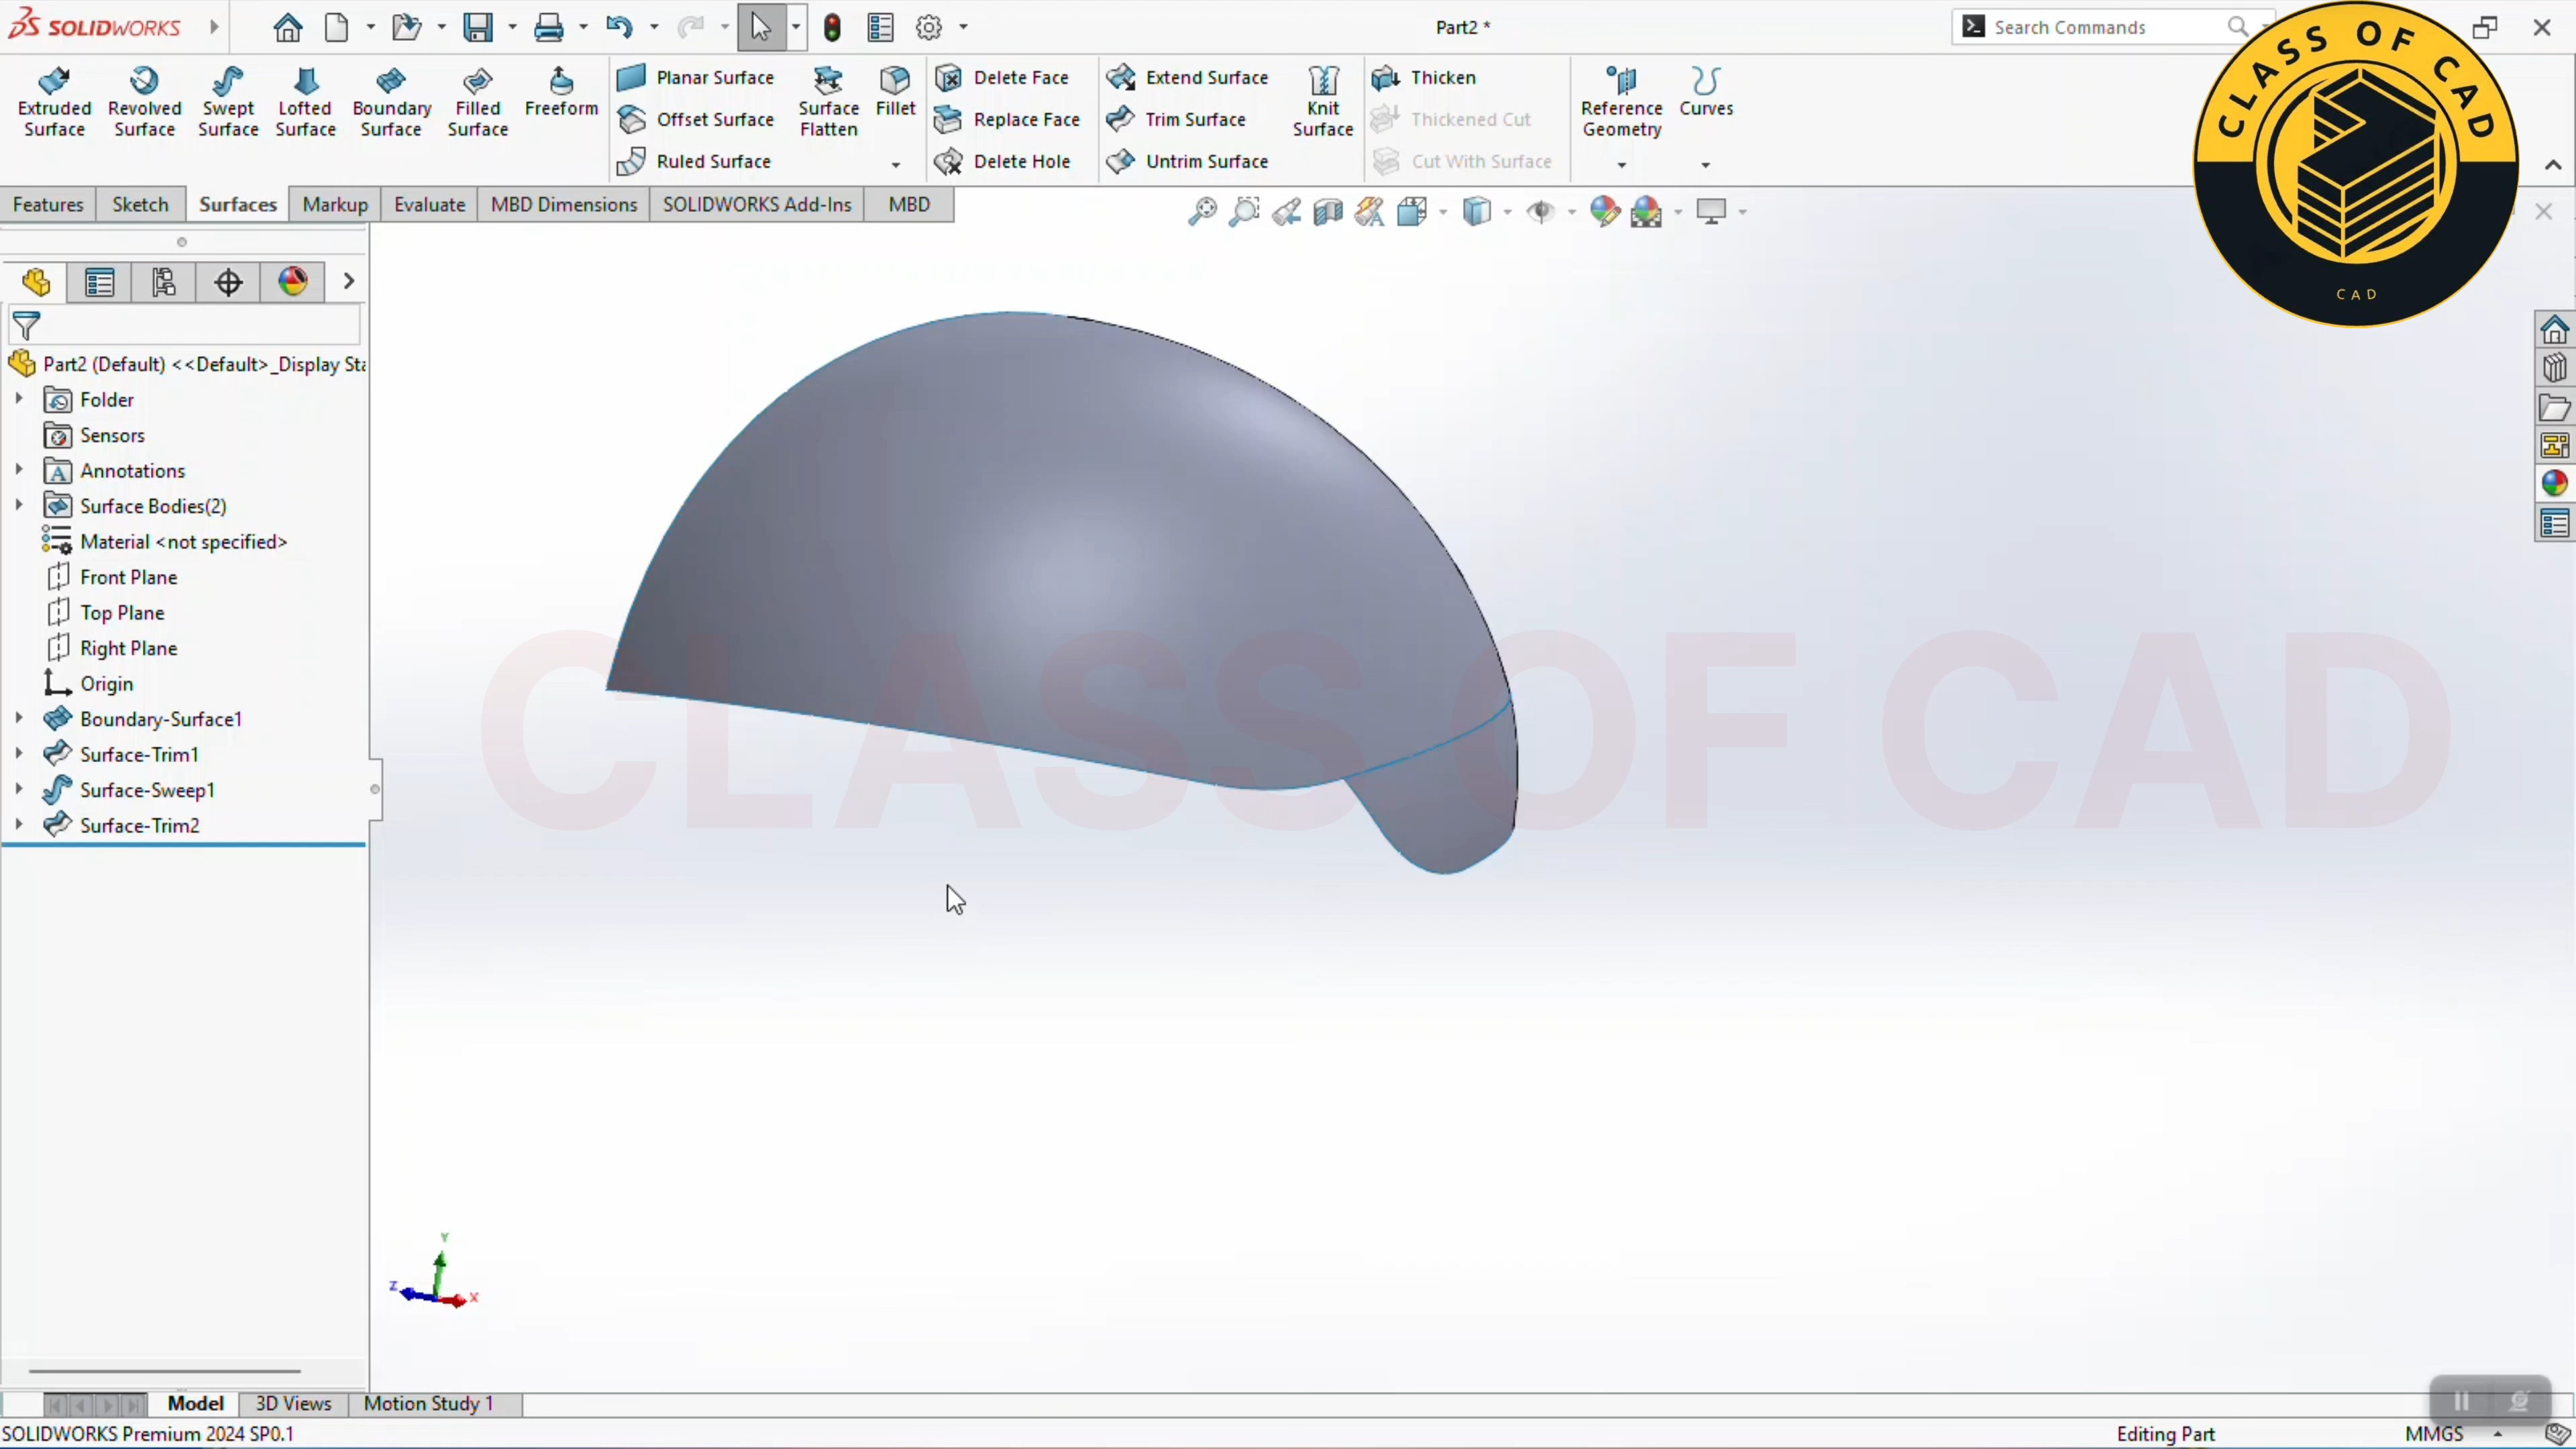 SOLIDWORKS
Part2 *
Search Commands
CLASS OF CAD
CAD
Extruded Surface
Revolved Surface
Swept Surface
Lofted Surface
Boundary Surface
Filled Surface
Freeform
Planar Surface
Offset Surface
Ruled Surface
Surface Flatten
Fillet
Delete Face
Replace Face
Delete Hole
Extend Surface
Trim Surface
Untrim Surface
Knit Surface
Thicken
Thickened Cut
Cut With Surface
Reference Geometry
Curves
Features
Sketch
Surfaces
Markup
Evaluate
MBD Dimensions
SOLIDWORKS Add-Ins
MBD
Part2 (Default) <<Default>_Display Sta
Folder
Sensors
Annotations
Surface Bodies(2)
Material <not specified>
Front Plane
Top Plane
Right Plane
Origin
Boundary-Surface1
Surface-Trim1
Surface-Sweep1
Surface-Trim2
CLASS OF CAD
Y
Z
X
Model
3D Views
Motion Study 1
SOLIDWORKS Premium 2024 SP0.1
Editing Part
MMGS